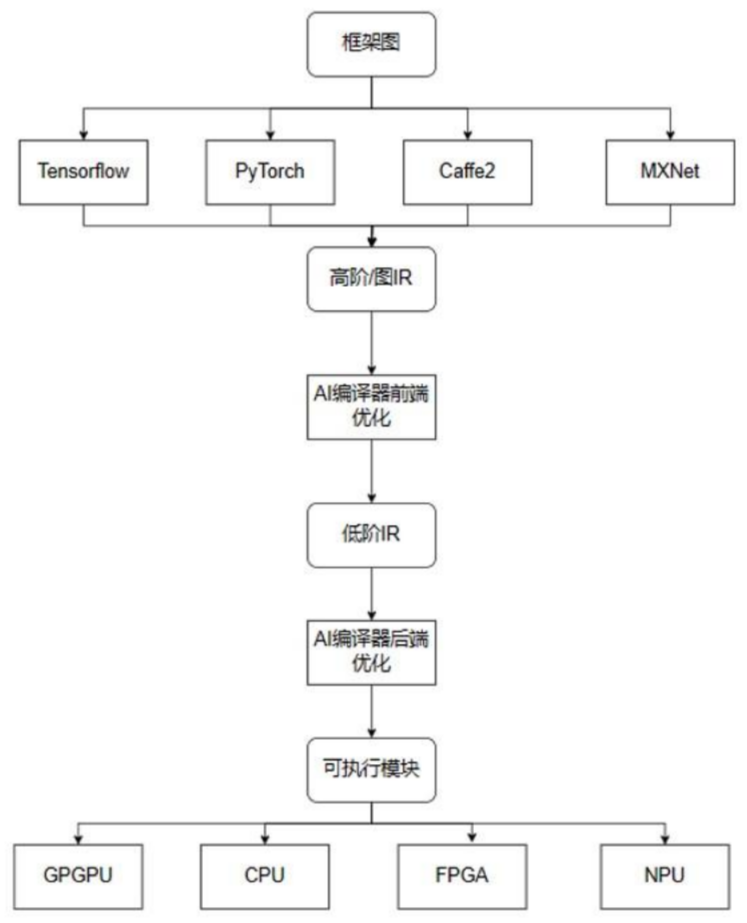 框架图
Tensorflow
PyTorch
Caffe2
MXNet
高阶/图IR
AI编译器前端
优化
低阶IR
AI编译器后端
优化
可执行模块
GPGPU
CPU
FPGA
NPU